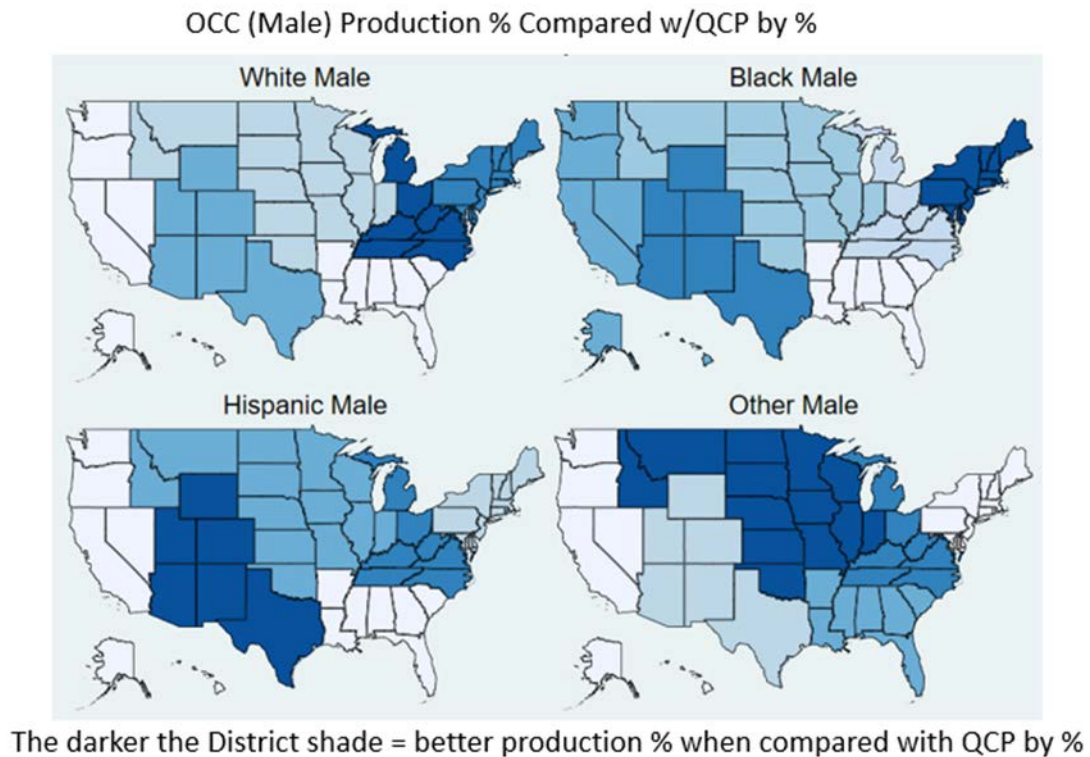 OCC (Male) Production % Compared w/QCP by %
White Male
Black Male
Hispanic Male
Other Male
The darker the District shade = better production % when compared with QCP by %